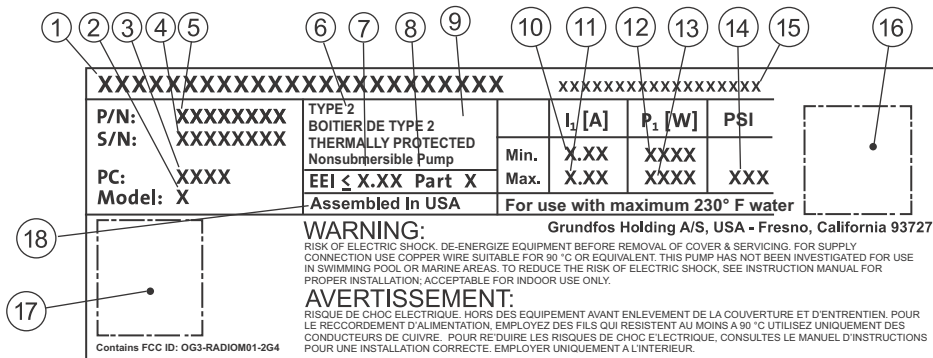 1 2 3 4 5 6 7 8 9 10 11 12 13 14 15 16
XXXXXXXXXXXXXXXXXXXXXXXX XXXXXXXXXXXXXXXXXX
P/N: XXXXXXXX
S/N: XXXXXXXX
PC: XXXX
Model: X
TYPE 2
BOITIER DE TYPE 2
THERMALLY PROTECTED
Nonsubmersible Pump
EEI ≤ X.XX Part X
Assembled In USA
I₁ [A] P₁ [W] PSI
Min. X.XX XXXX
Max. X.XX XXXX XXX
For use with maximum 230° F water
18
17
Grundfos Holding A/S, USA - Fresno, California 93727
WARNING:
RISK OF ELECTRIC SHOCK. DE-ENERGIZE EQUIPMENT BEFORE REMOVAL OF COVER & SERVICING. FOR SUPPLY
CONNECTION USE COPPER WIRE SUITABLE FOR 90 °C OR EQUIVALENT. THIS PUMP HAS NOT BEEN INVESTIGATED FOR USE
IN SWIMMING POOL OR MARINE AREAS. TO REDUCE THE RISK OF ELECTRIC SHOCK, SEE INSTRUCTION MANUAL FOR
PROPER INSTALLATION; ACCEPTABLE FOR INDOOR USE ONLY.
AVERTISSEMENT:
RISQUE DE CHOC ELECTRIQUE. HORS DES EQUIPEMENT AVANT ENLEVEMENT DE LA COUVERTURE ET D'ENTRETIEN. POUR
LE RECCORDEMENT D'ALIMENTATION, EMPLOYEZ DES FILS QUI RESISTENT AU MOINS A 90 °C UTILISEZ UNIQUEMENT DES
CONDUCTEURS DE CUIVRE. POUR RE'DUIRE LES RISQUES DE CHOC E'LECTRIQUE, CONSULTES LE MANUEL D'INSTRUCTIONS
POUR UNE INSTALLATION CORRECTE. EMPLOYER UNIQUEMENT A L'INTERIEUR.
Contains FCC ID: OG3-RADIOM01-2G4